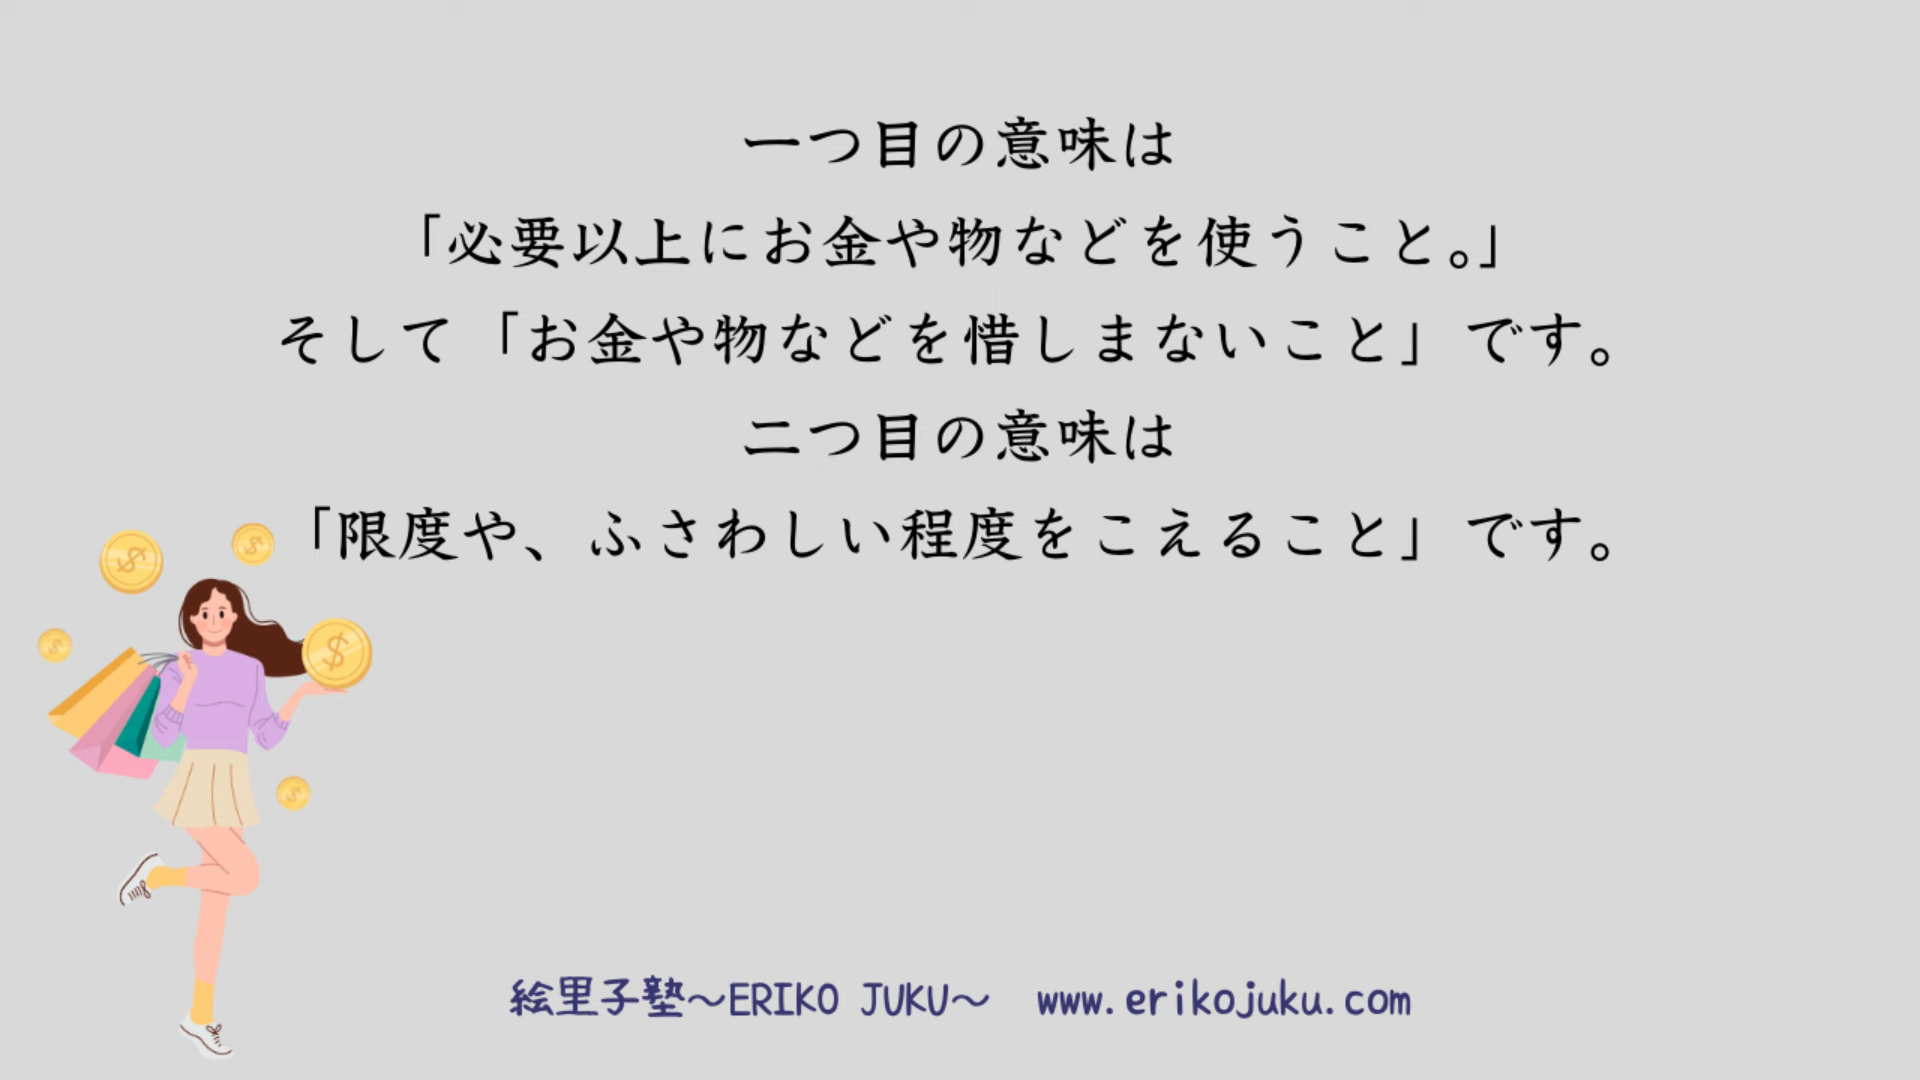 一つ目の意味は
「必要以上にお金や物などを使うこと。」
そして「お金や物などを惜しまないこと」です。
二つ目の意味は
「限度や、ふさわしい程度をこえること」です。
絵里子塾〜ERIKO JUKU〜 www.erikojuku.com